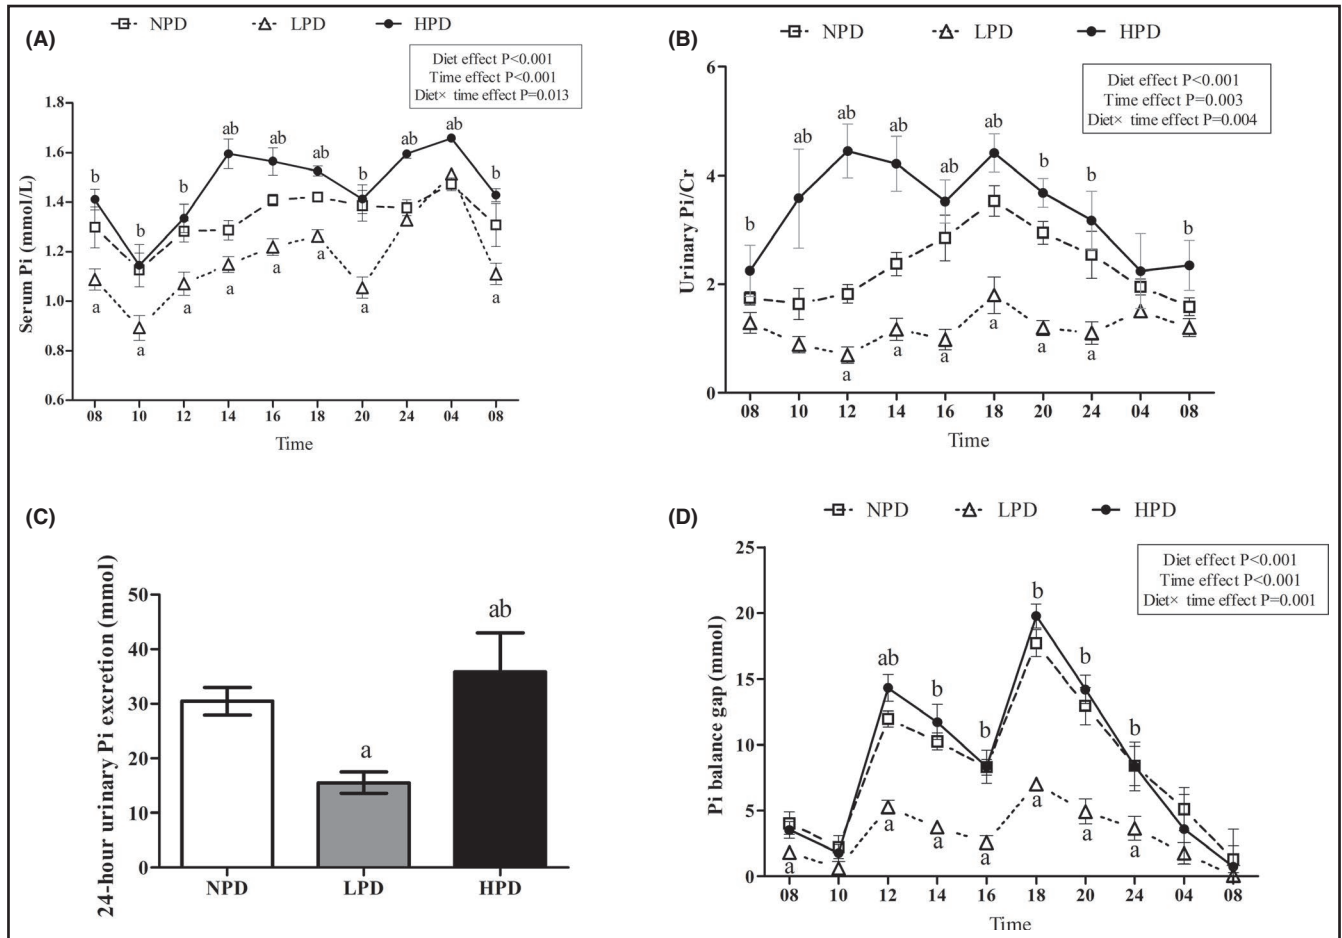 (A)
NPD LPD HPD
Diet effect P<0.001
Time effect P<0.001
Diet× time effect P=0.013
Serum Pi (mmol/L)
1.8
1.6
1.4
1.2
1.0
0.8
0.6
b b b ab ab ab b ab ab b
a a a a a a a a
08 10 12 14 16 18 20 24 04 08
Time
(B)
NPD LPD HPD
Diet effect P<0.001
Time effect P=0.003
Diet× time effect P=0.004
Urinary Pi/Cr
6
4
2
0
b ab ab ab ab ab b b b
a a a a a a
08 10 12 14 16 18 20 24 04 08
Time
(C)
24-hour urinary Pi excretion (mmol)
50
40
30
20
10
0
a ab
NPD LPD HPD
(D)
NPD LPD HPD
Diet effect P<0.001
Time effect P<0.001
Diet× time effect P=0.001
Pi balance gap (mmol)
25
20
15
10
5
0
ab b b b b b
a a a a a a a
08 10 12 14 16 18 20 24 04 08
Time